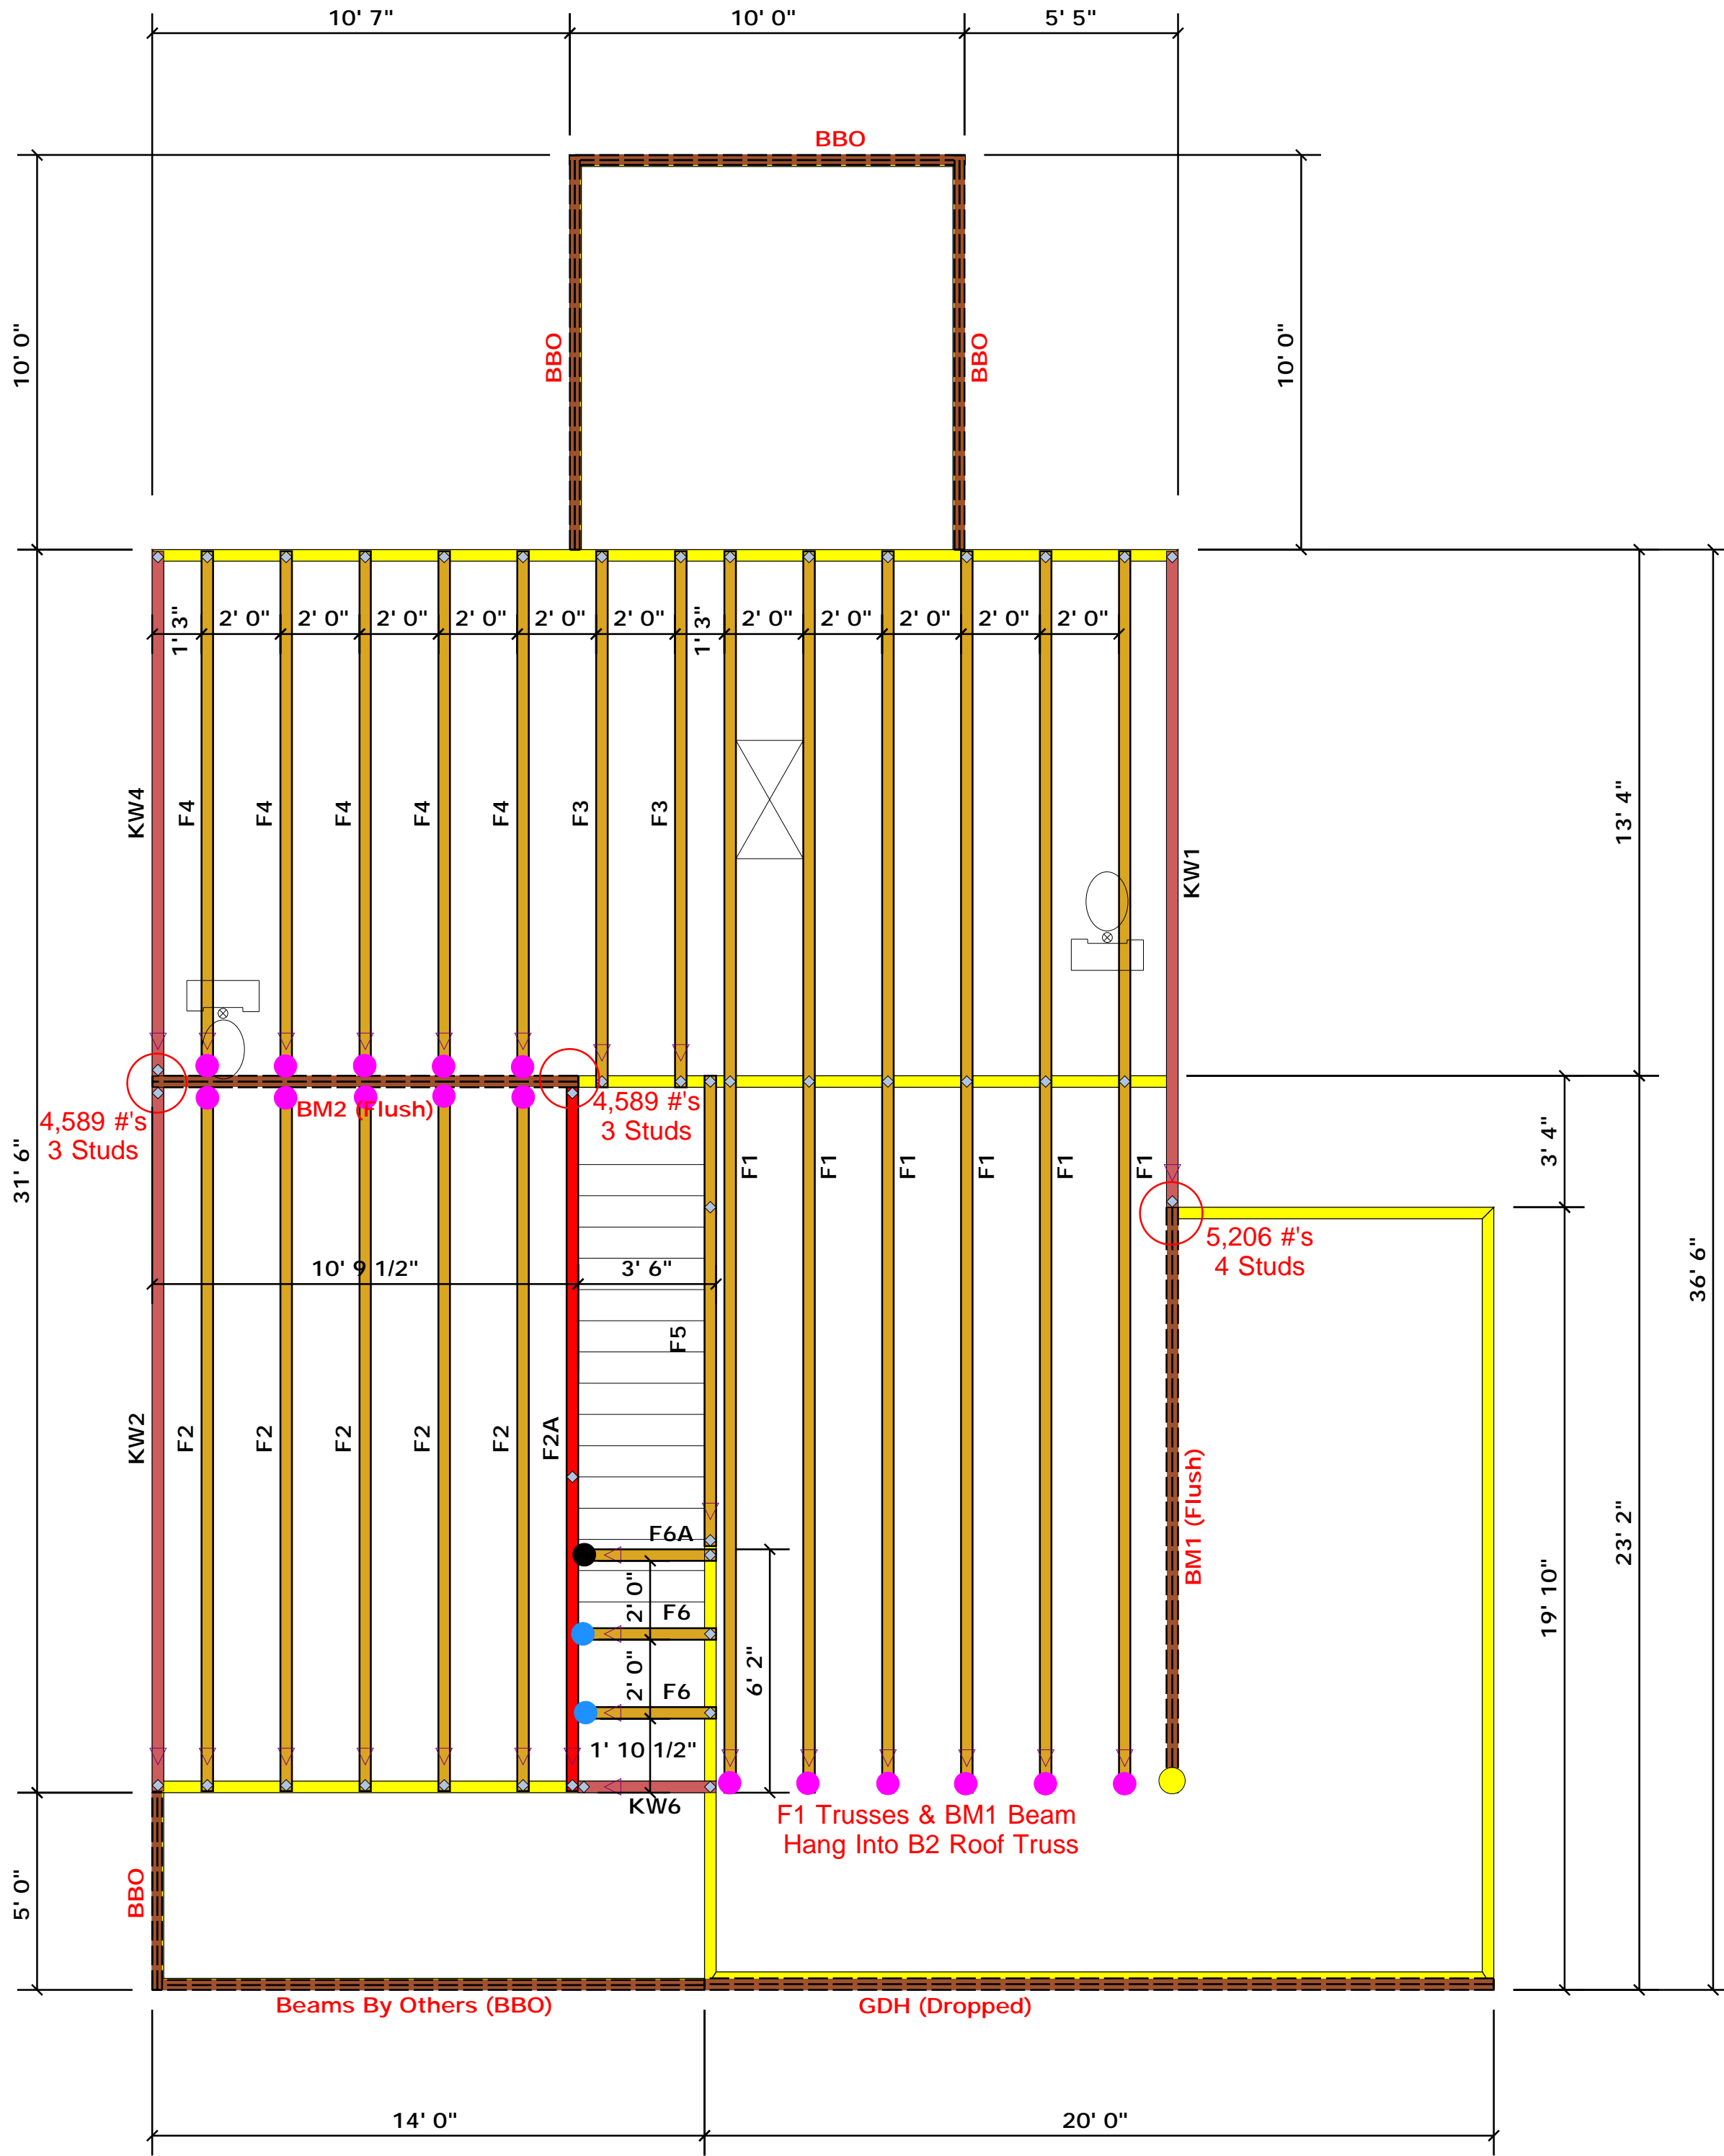 10' 7"
10' 0"
5' 5"
BBO
10' 0"
BBO
BBO
10' 0"
1' 3"
2' 0"
2' 0"
2' 0"
2' 0"
2' 0"
2' 0"
1' 3"
2' 0"
2' 0"
2' 0"
2' 0"
2' 0"
KW4
F4
F4
F4
F4
F4
F3
F3
KW1
13' 4"
BM2 (Flush)
4,589 #'s
3 Studs
4,589 #'s
3 Studs
31' 6"
F1
F1
F1
F1
F1
F1
3' 4"
5,206 #'s
4 Studs
36' 6"
10' 9 1/2"
3' 6"
F5
KW2
F2
F2
F2
F2
F2
F2A
BM1 (Flush)
F6A
2' 0"
F6
2' 0"
6' 2"
F6
1' 10 1/2"
KW6
19' 10"
23' 2"
F1 Trusses & BM1 Beam
Hang Into B2 Roof Truss
5' 0"
BBO
Beams By Others (BBO)
GDH (Dropped)
14' 0"
20' 0"